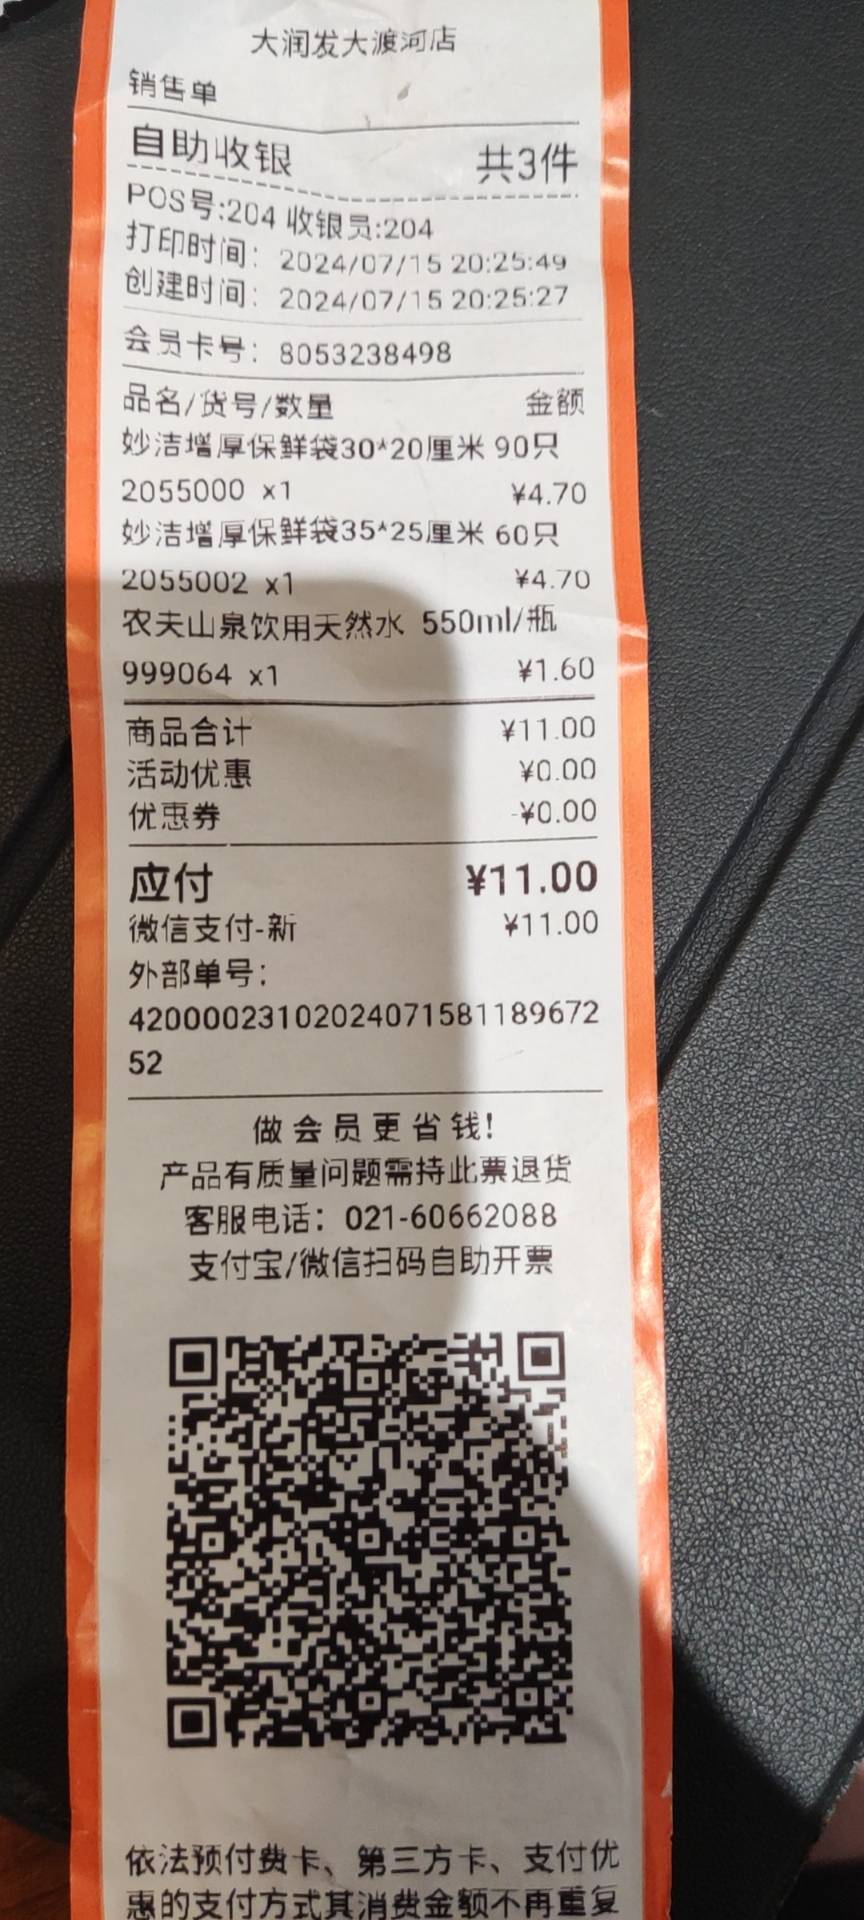 大润发大渡河店
销售单
自助收银 共3件
POS号:204 收银员:204
打印时间: 2024/07/15 20:25:49
创建时间: 2024/07/15 20:25:27
会员卡号: 8053238498
品名/货号/数量 金额
妙洁增厚保鲜袋30*20厘米 90只
2055000 x1 ¥4.70
妙洁增厚保鲜袋35*25厘米 60只
2055002 x1 ¥4.70
农夫山泉饮用天然水 550ml/瓶
999064 x1 ¥1.60
商品合计 ¥11.00
活动优惠 ¥0.00
优惠券 -¥0.00
应付 ¥11.00
微信支付-新 ¥11.00
外部单号:
42000023102024071581189672
52
做会员更省钱!
产品有质量问题需持此票退货
客服电话: 021-60662088
支付宝/微信扫码自助开票
依法预付费卡、第三方卡、支付优
惠的支付方式其消费金额不再重复